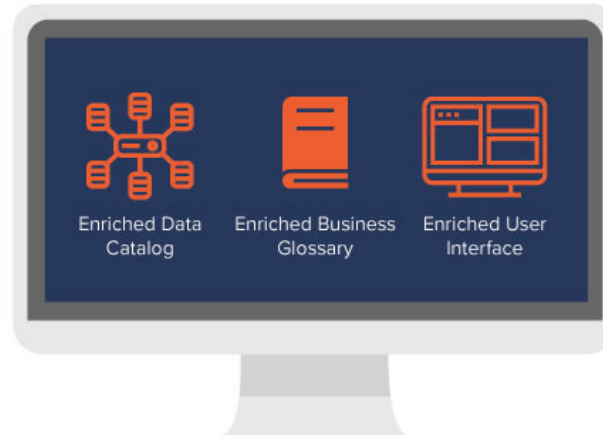 Enriched Data
Catalog
Enriched Business
Glossary
Enriched User
Interface